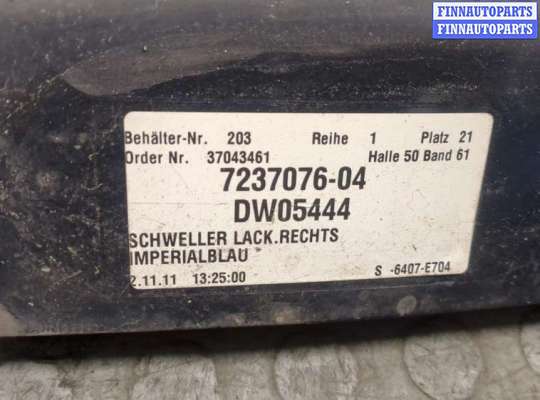 FINNAUTOPARTS
FINNAUTOPARTS
Behälter-Nr. 203 Reihe 1 Platz 21
Order Nr. 37043461 Halle 50 Band 61
7237076-04
DW05444
SCHWELLER LACK.RECHTS
IMPERIALBLAU
2.11.11 13:25:00 S -6407-E704